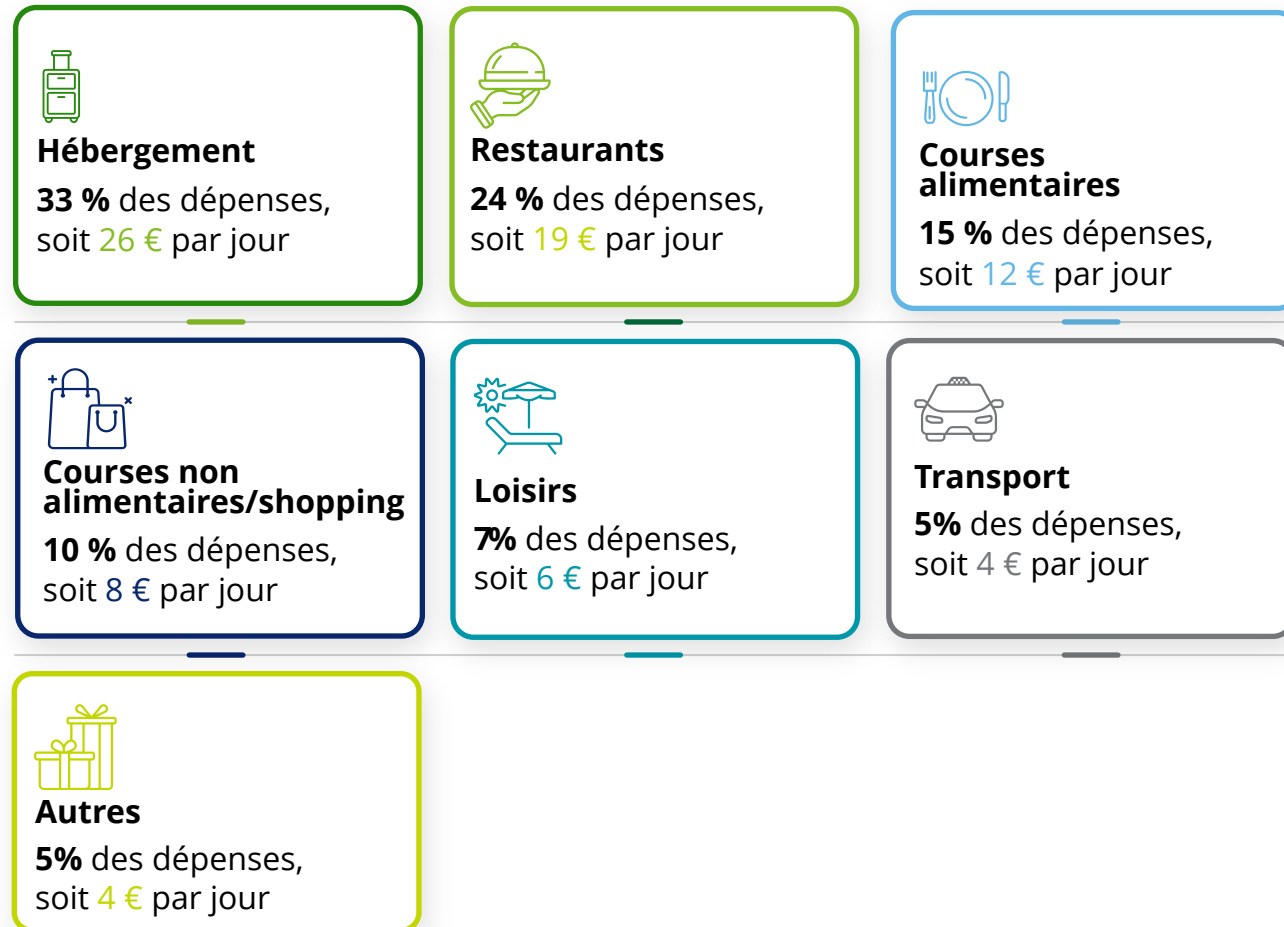 Hébergement
33 % des dépenses,
soit 26 € par jour
Restaurants
24 % des dépenses,
soit 19 € par jour
Courses
alimentaires
15 % des dépenses,
soit 12 € par jour
Courses non
alimentaires/shopping
10 % des dépenses,
soit 8 € par jour
Loisirs
7% des dépenses,
soit 6 € par jour
Transport
5% des dépenses,
soit 4 € par jour
Autres
5% des dépenses,
soit 4 € par jour